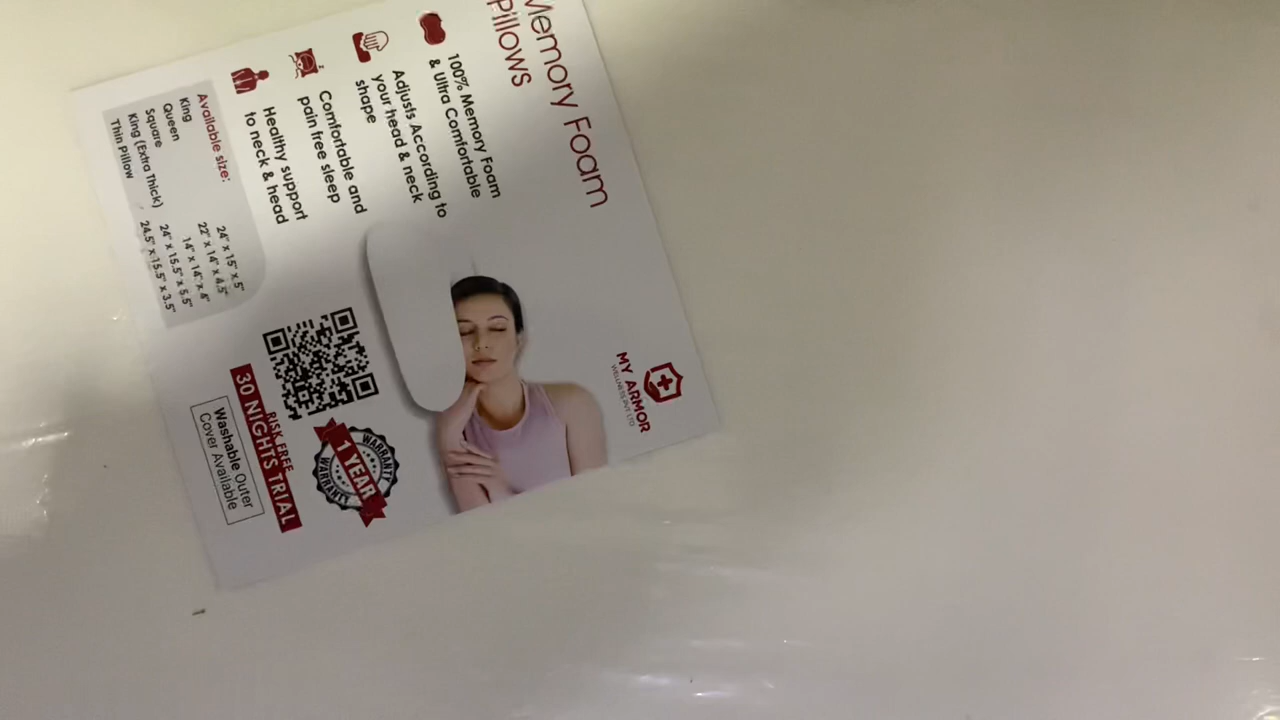 MY ARMOR
WELLNESS PVT. LTD
Memory Foam
Pillows
100% Memory Foam
& Ultra Comfortable
Adjusts According to
your head & neck
shape
Comfortable and
pain free sleep
Healthy support
to neck & head
Available size:
King 24" x 15" x 5"
Queen 22" x 14" x 4.5"
Square 14" x 14" x 4"
King (Extra Thick) 24" x 15.5" x 5.5"
Thin Pillow 24.5" x 15.5" x 3.5"
WARRANTY
1 YEAR
WARRANTY
RISK FREE
30 NIGHTS TRIAL
Washable Outer
Cover Available